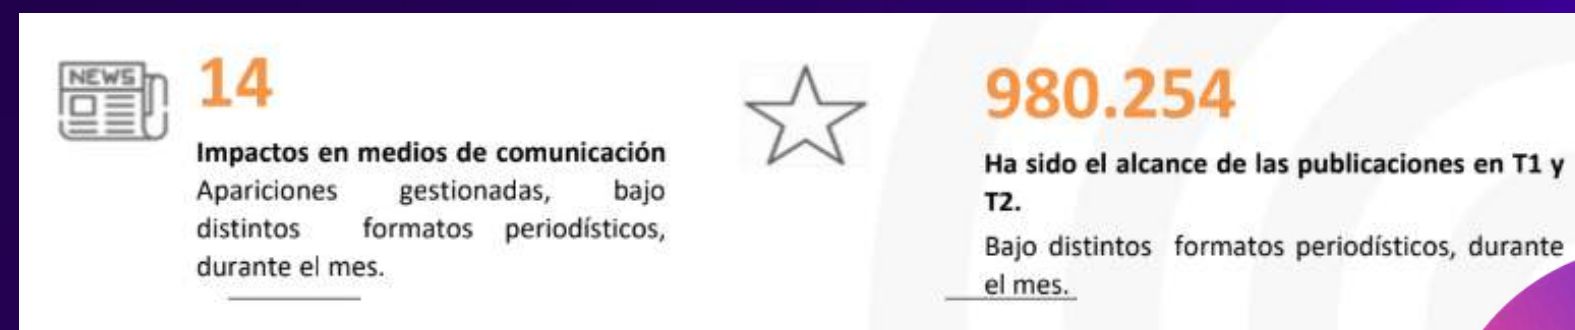 NEWS
14
Impactos en medios de comunicación
Apariciones gestionadas, bajo
distintos formatos periodísticos,
durante el mes.
980.254
Ha sido el alcance de las publicaciones en T1 y
T2.
Bajo distintos formatos periodísticos, durante
el mes.